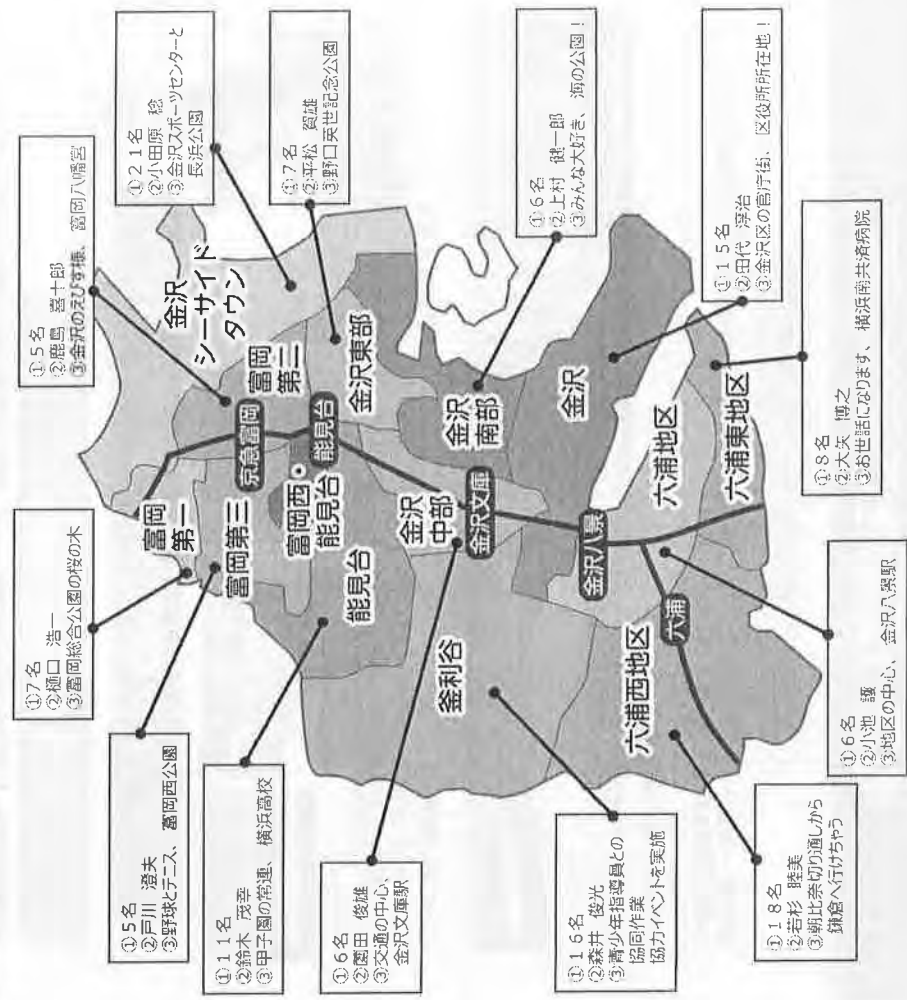 ①７名
②樋口　浩一
③富岡総合公園の桜の木
①５名
②鹿島　喜十郎
③金沢のえびす様、富岡八幡宮
①２１名
②小田原　稔
③金沢スポーツセンターと
長浜公園
①５名
②戸川　澄夫
③野球とテニス、富岡西公園
①７名
②平松　賀雄
③野口英世記念公園
①１１名
②鈴木　茂幸
③甲子園の常連、横浜高校
①６名
②上村　健一郎
③みんな大好き、海の公園！
①６名
②園田　俊雄
③交通の中心、
金沢文庫駅
①１５名
②田代　淳治
③金沢区の官庁街、区役所所在地！
①１６名
②森井　俊光
③青少年指導員との
協同作業
協力イベントを実施
①８名
②大矢　博之
③お世話になります、横浜南共済病院
①１８名
②若杉　睦美
③朝比奈切り通しから
鎌倉へ行けちゃう
①６名
②小池　護
③地区の中心、金沢八景駅
富岡
第一
富岡第三
京急富岡
富岡
第二
金沢
シーサイド
タウン
富岡西・
能見台
能見台
能見台
金沢東部
金沢
中部
金沢文庫
金沢
南部
釜利谷
金沢八景
金沢
六浦西地区
六浦
六浦地区
六浦東地区